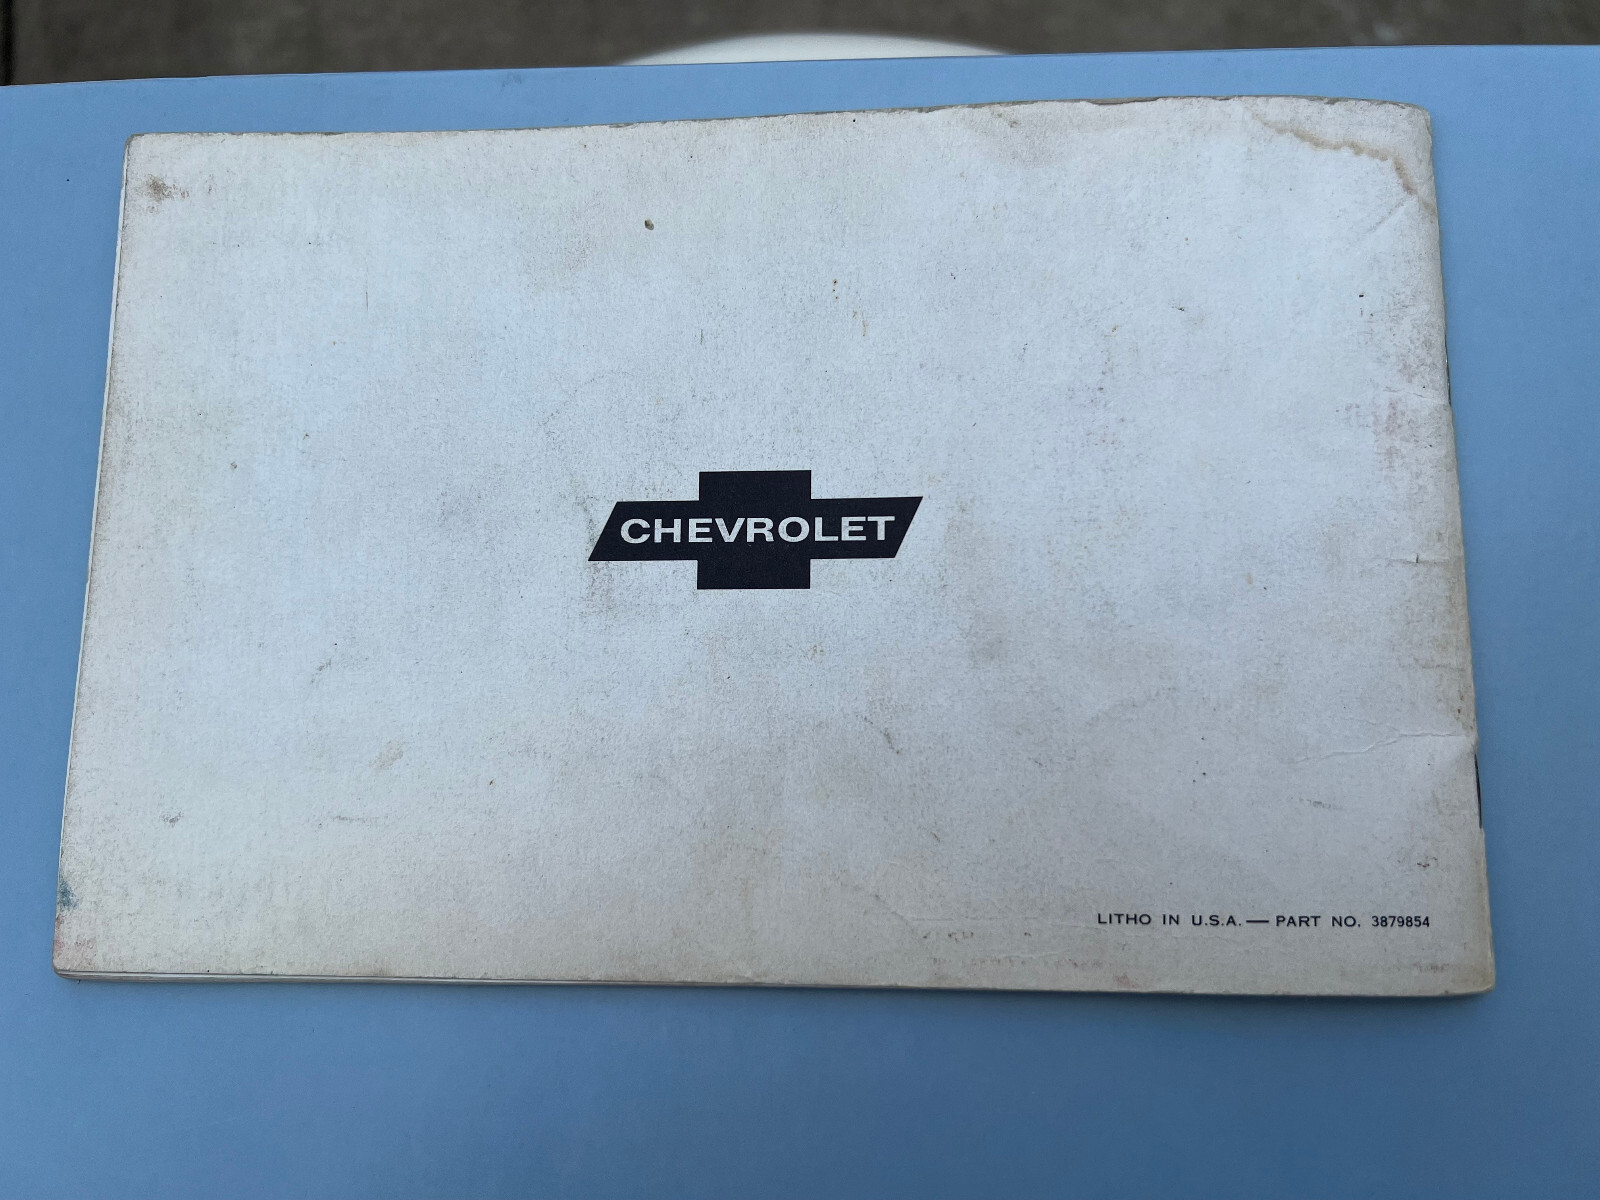 CHEVROLET
LITHO IN U.S.A. — PART NO. 3879854